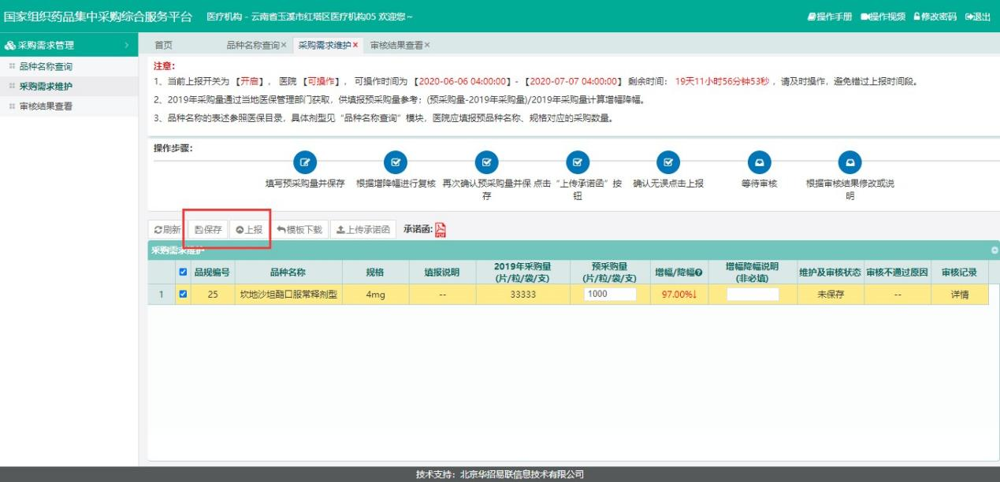 国家组织药品集中采购综合服务平台 医疗机构 - 云南省玉溪市红塔区医疗机构05 欢迎您~ 操作手册 操作视频 修改密码 退出
采购需求管理
品种名称查询
采购需求维护
审核结果查看
首页 品种名称查询× 采购需求维护× 审核结果查看×
注意:
1、当前上报开关为 【开启】, 医院 【可操作】, 可操作时间为 【2020-06-06 04:00:00】-【2020-07-07 04:00:00】 剩余时间: 19天11小时56分钟53秒 , 请及时操作, 避免错过上报时间段。
2、2019年采购量通过当地医保管理部门获取, 供填报预采购量参考: (预采购量-2019年采购量)/2019年采购量计算增幅降幅。
3、品种名称的表述参照医保目录, 具体剂型见 “品种名称查询” 模块, 医院应填报预品种名称、规格对应的采购数量。
操作步骤:
填写预采购量并保存
根据增降幅进行复核
再次确认预采购量并保
存
点击 “上传承诺函” 按
钮
确认无误点击上报
等待审核
根据审核结果修改或说
明
刷新 保存 上报 模板下载 上传承诺函 承诺函:
采购需求维护
品规编号 品种名称 规格 填报说明 2019年采购量 (片/粒/袋/支) 预采购量 (片/粒/袋/支) 增幅/降幅 增幅降幅说明 (非必填) 维护及审核状态 审核不通过原因 审核记录
1 25 坎地沙坦酯口服常释剂型 4mg -- 33333 1000 97.00%↓ 未保存 -- 详情
技术支持: 北京华招易联信息技术有限公司